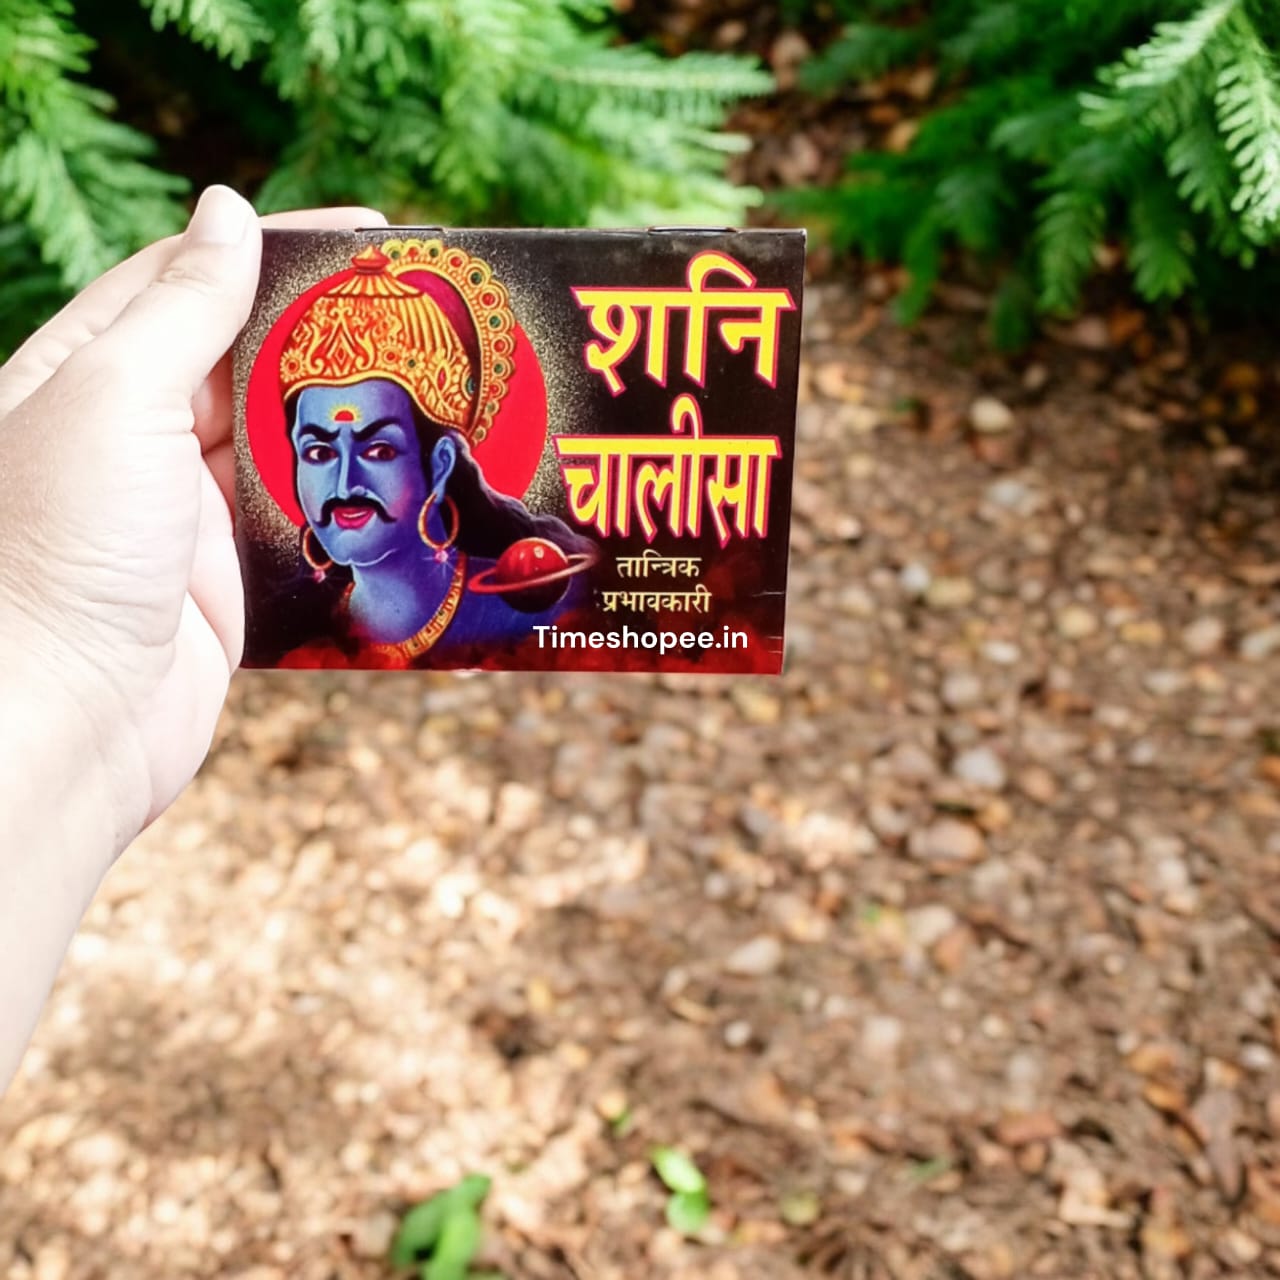 शनि
चालीसा
तान्त्रिक
प्रभावकारी
Timeshopee.in